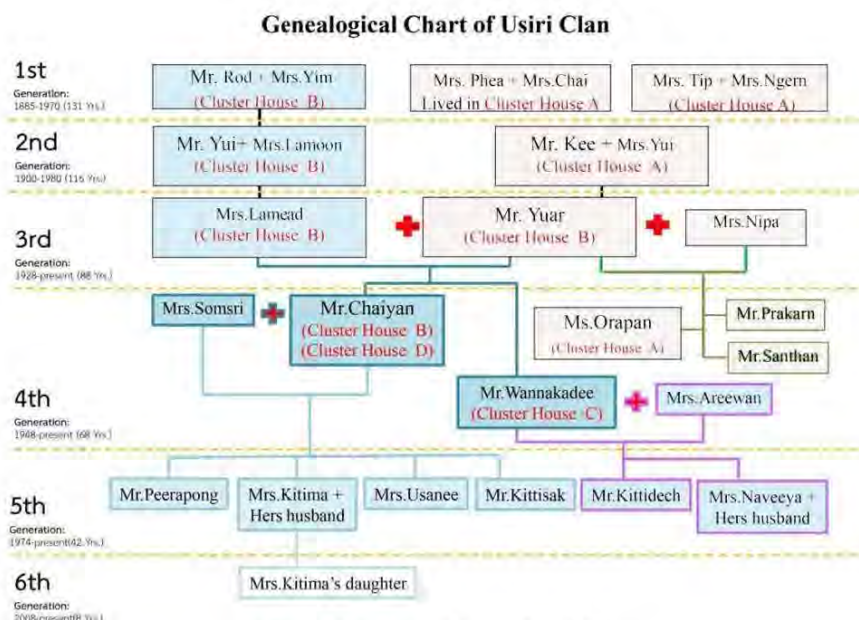 Genealogical Chart of Usiri Clan
1st
Generation:
1885-1970 (131 Yrs.)
Mr. Rod + Mrs.Yim
(Cluster House B)
Mrs. Phea + Mrs.Chai
Lived in Cluster House A
Mrs. Tip + Mrs.Ngern
(Cluster House A)
2nd
Generation:
1900-1980 (116 Yrs.)
Mr. Yui+ Mrs.Lamoon
(Cluster House B)
Mr. Kee + Mrs.Yui
(Cluster House A)
3rd
Generation:
1928-present (88 Yrs.)
Mrs.Lamead
(Cluster House B)
Mr. Yuar
(Cluster House B)
Mrs.Nipa
4th
Generation:
1948-present (68 Yrs.)
Mrs.Somsri
Mr.Chaiyan
(Cluster House B)
(Cluster House D)
Ms.Orapan
(Cluster House A)
Mr.Prakarn
Mr.Santhan
Mr.Wannakadee
(Cluster House C)
Mrs.Areewan
5th
Generation:
1974-present(42 Yrs.)
Mr.Peerapong
Mrs.Kitima +
Hers husband
Mrs.Usanee
Mr.Kittisak
Mr.Kittidech
Mrs.Naveeya +
Hers husband
6th
Generation:
2008-present(8 Yrs.)
Mrs.Kitima's daughter